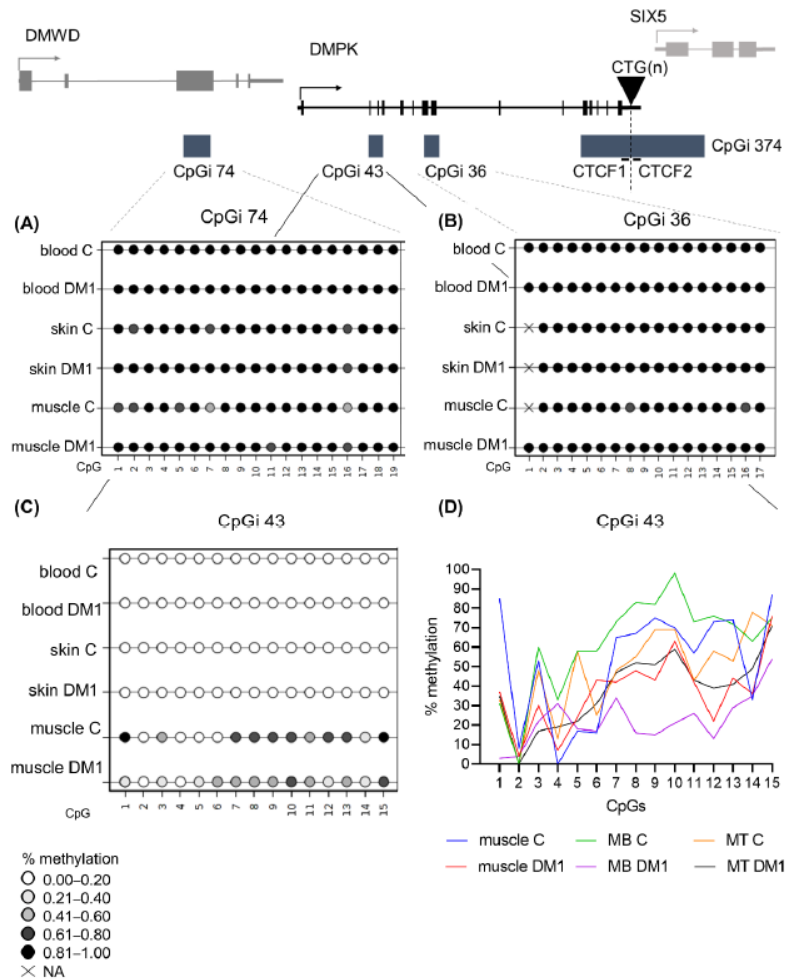 SIX5
DMWD
DMPK
CTG(n)
CpGi 74
CpGi 43
CpGi 36
CpGi 374
CTCF1
CTCF2
(A)
CpGi 74
blood C
blood DM1
skin C
skin DM1
muscle C
muscle DM1
CpG
1 2 3 4 5 6 7 8 9 10 11 12 13 14 15 16 17 18 19
(B)
CpGi 36
blood C
blood DM1
skin C
skin DM1
muscle C
muscle DM1
CpG
1 2 3 4 5 6 7 8 9 10 11 12 13 14 15 16 17
(C)
CpGi 43
blood C
blood DM1
skin C
skin DM1
muscle C
muscle DM1
CpG
1 2 3 4 5 6 7 8 9 10 11 12 13 14 15
% methylation
0.00–0.20
0.21–0.40
0.41–0.60
0.61–0.80
0.81–1.00
NA
(D)
CpGi 43
% methylation
100
90
80
70
60
50
40
30
20
10
0
1 2 3 4 5 6 7 8 9 10 11 12 13 14 15
CpGs
muscle C MB C MT C
muscle DM1 MB DM1 MT DM1